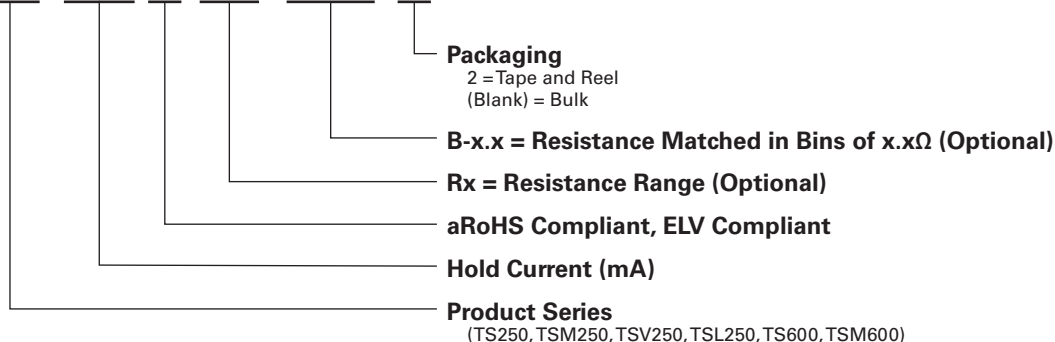 Packaging
2 = Tape and Reel
(Blank) = Bulk
B-x.x = Resistance Matched in Bins of x.xΩ (Optional)
Rx = Resistance Range (Optional)
aRoHS Compliant, ELV Compliant
Hold Current (mA)
Product Series
(TS250, TSM250, TSV250, TSL250, TS600, TSM600)